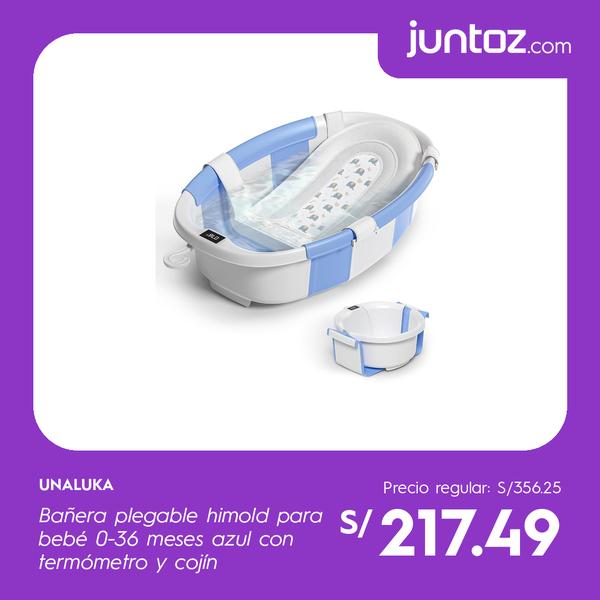 juntoz.com
UNALUKA
Bañera plegable himold para
bebé 0-36 meses azul con
termómetro y cojín
Precio regular: S/356.25
S/217.49